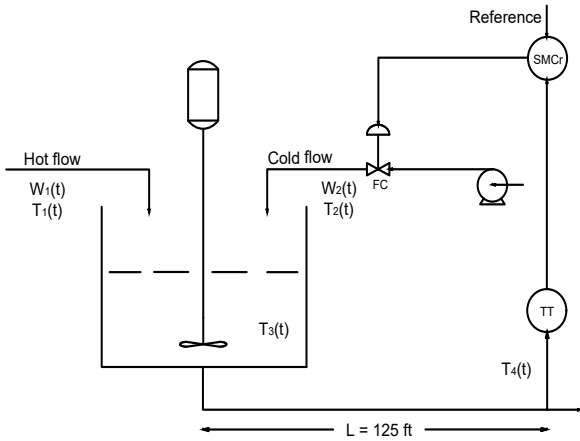 Reference
SMCr
Hot flow
Cold flow
W₁(t)
T₁(t)
W₂(t)
T₂(t)
FC
T₃(t)
TT
T₄(t)
L = 125 ft